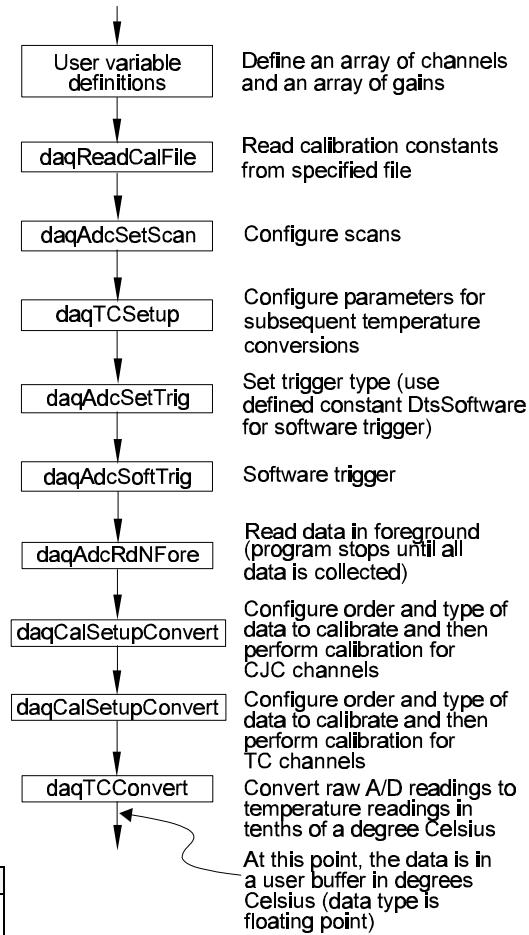 User variable
definitions
Define an array of channels
and an array of gains
daqReadCalFile
Read calibration constants
from specified file
daqAdcSetScan
Configure scans
daqTCSetup
Configure parameters for
subsequent temperature
conversions
daqAdcSetTrig
Set trigger type (use
defined constant DtsSoftware
for software trigger)
daqAdcSoftTrig
Software trigger
daqAdcRdNFore
Read data in foreground
(program stops until all
data is collected)
daqCalSetupConvert
Configure order and type of
data to calibrate and then
perform calibration for
CJC channels
daqCalSetupConvert
Configure order and type of
data to calibrate and then
perform calibration for
TC channels
daqTCConvert
Convert raw A/D readings to
temperature readings in
tenths of a degree Celsius
At this point, the data is in
a user buffer in degrees
Celsius (data type is
floating point)